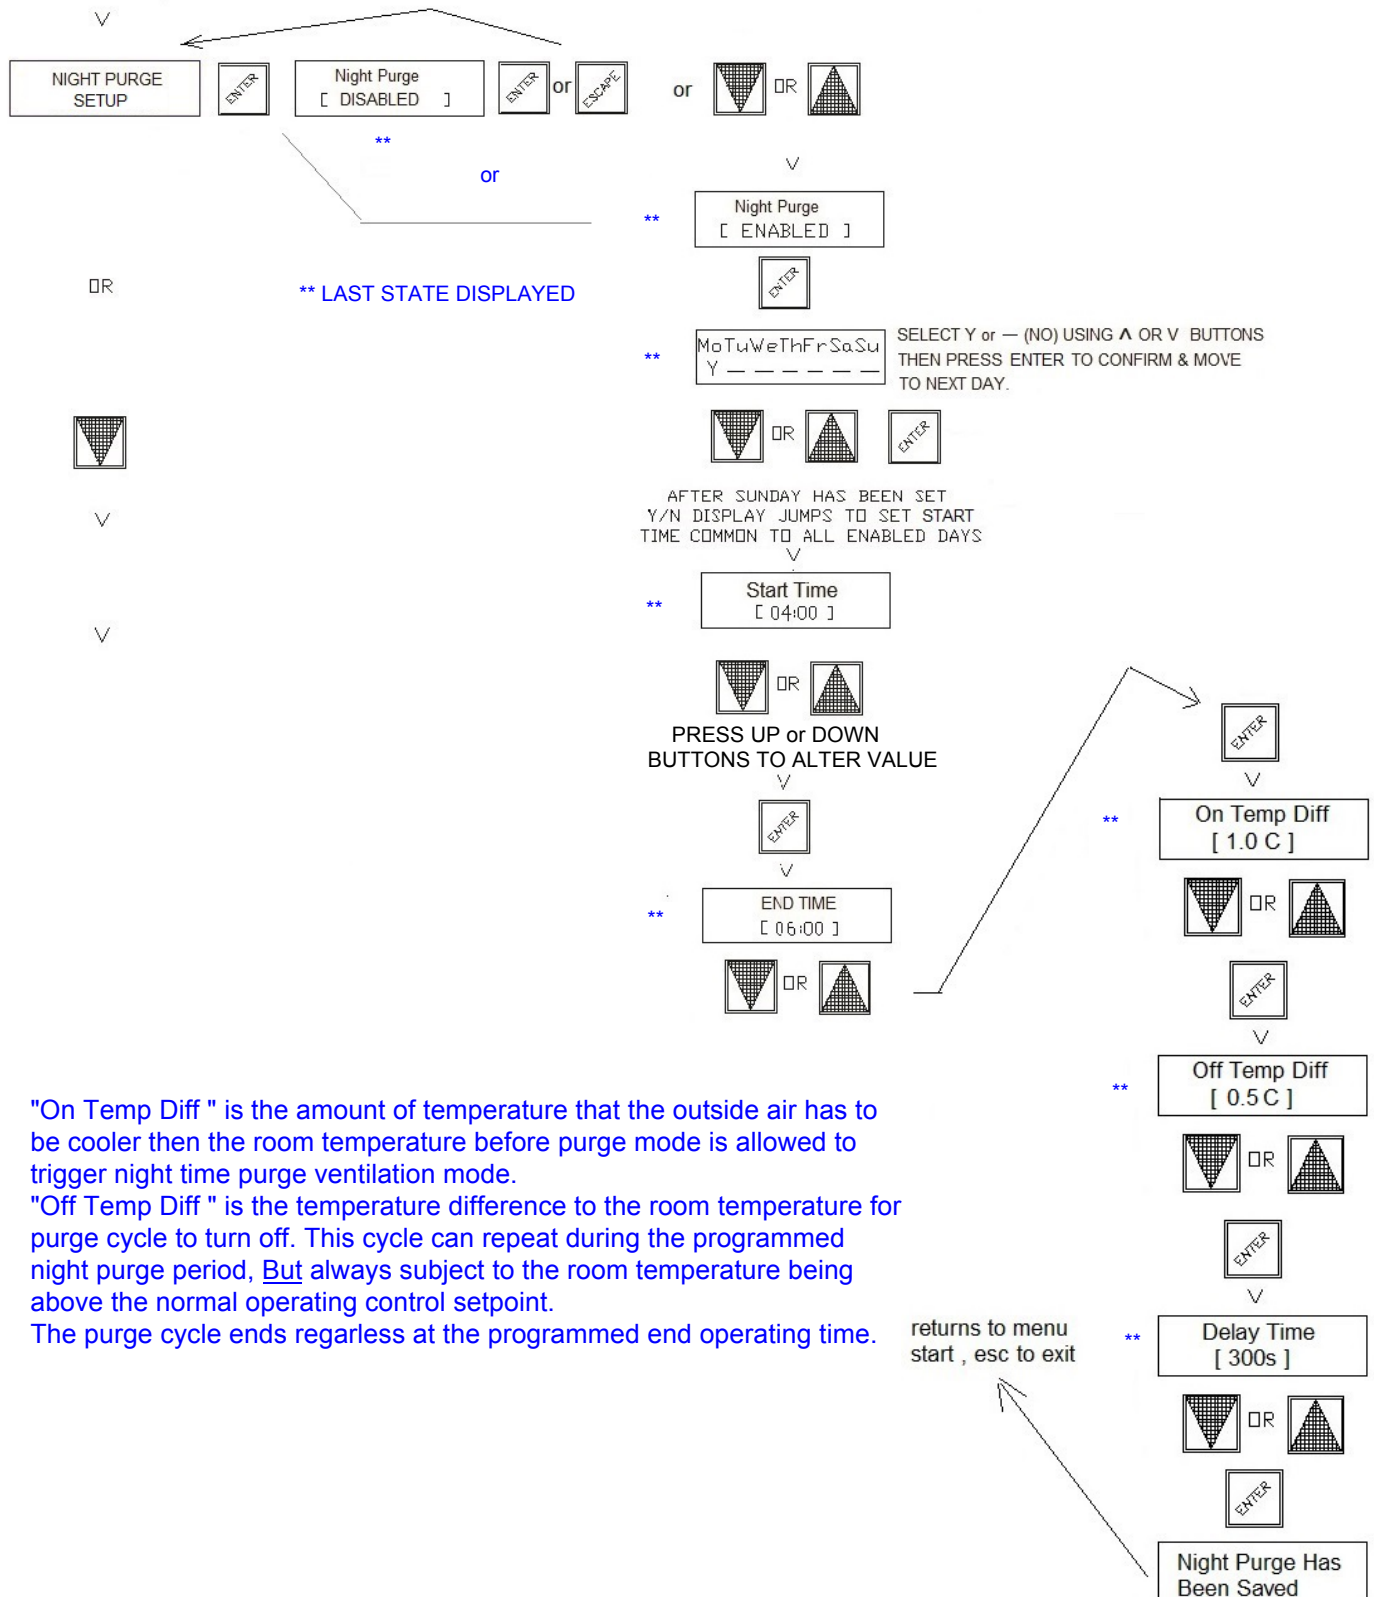 V
NIGHT PURGE
SETUP
ENTER
Night Purge
[ DISABLED ]
ENTER
or
ESCAPE
or
OR
**
or
V
**
Night Purge
[ ENABLED ]
ENTER
OR
** LAST STATE DISPLAYED
**
MoTuWeThFrSaSu
Y _ _ _ _ _ _
SELECT Y or — (NO) USING Λ OR V BUTTONS
THEN PRESS ENTER TO CONFIRM & MOVE
TO NEXT DAY.
OR
ENTER
AFTER SUNDAY HAS BEEN SET
Y/N DISPLAY JUMPS TO SET START
TIME COMMON TO ALL ENABLED DAYS
V
V
**
Start Time
[ 04:00 ]
V
OR
PRESS UP or DOWN
BUTTONS TO ALTER VALUE
V
ENTER
V
**
END TIME
[ 06:00 ]
OR
ENTER
V
**
On Temp Diff
[ 1.0 C ]
OR
ENTER
V
**
Off Temp Diff
[ 0.5 C ]
OR
ENTER
V
**
Delay Time
[ 300s ]
OR
ENTER
Night Purge Has
Been Saved
returns to menu
start , esc to exit
"On Temp Diff " is the amount of temperature that the outside air has to
be cooler then the room temperature before purge mode is allowed to
trigger night time purge ventilation mode.
"Off Temp Diff " is the temperature difference to the room temperature for
purge cycle to turn off. This cycle can repeat during the programmed
night purge period, But always subject to the room temperature being
above the normal operating control setpoint.
The purge cycle ends regarless at the programmed end operating time.